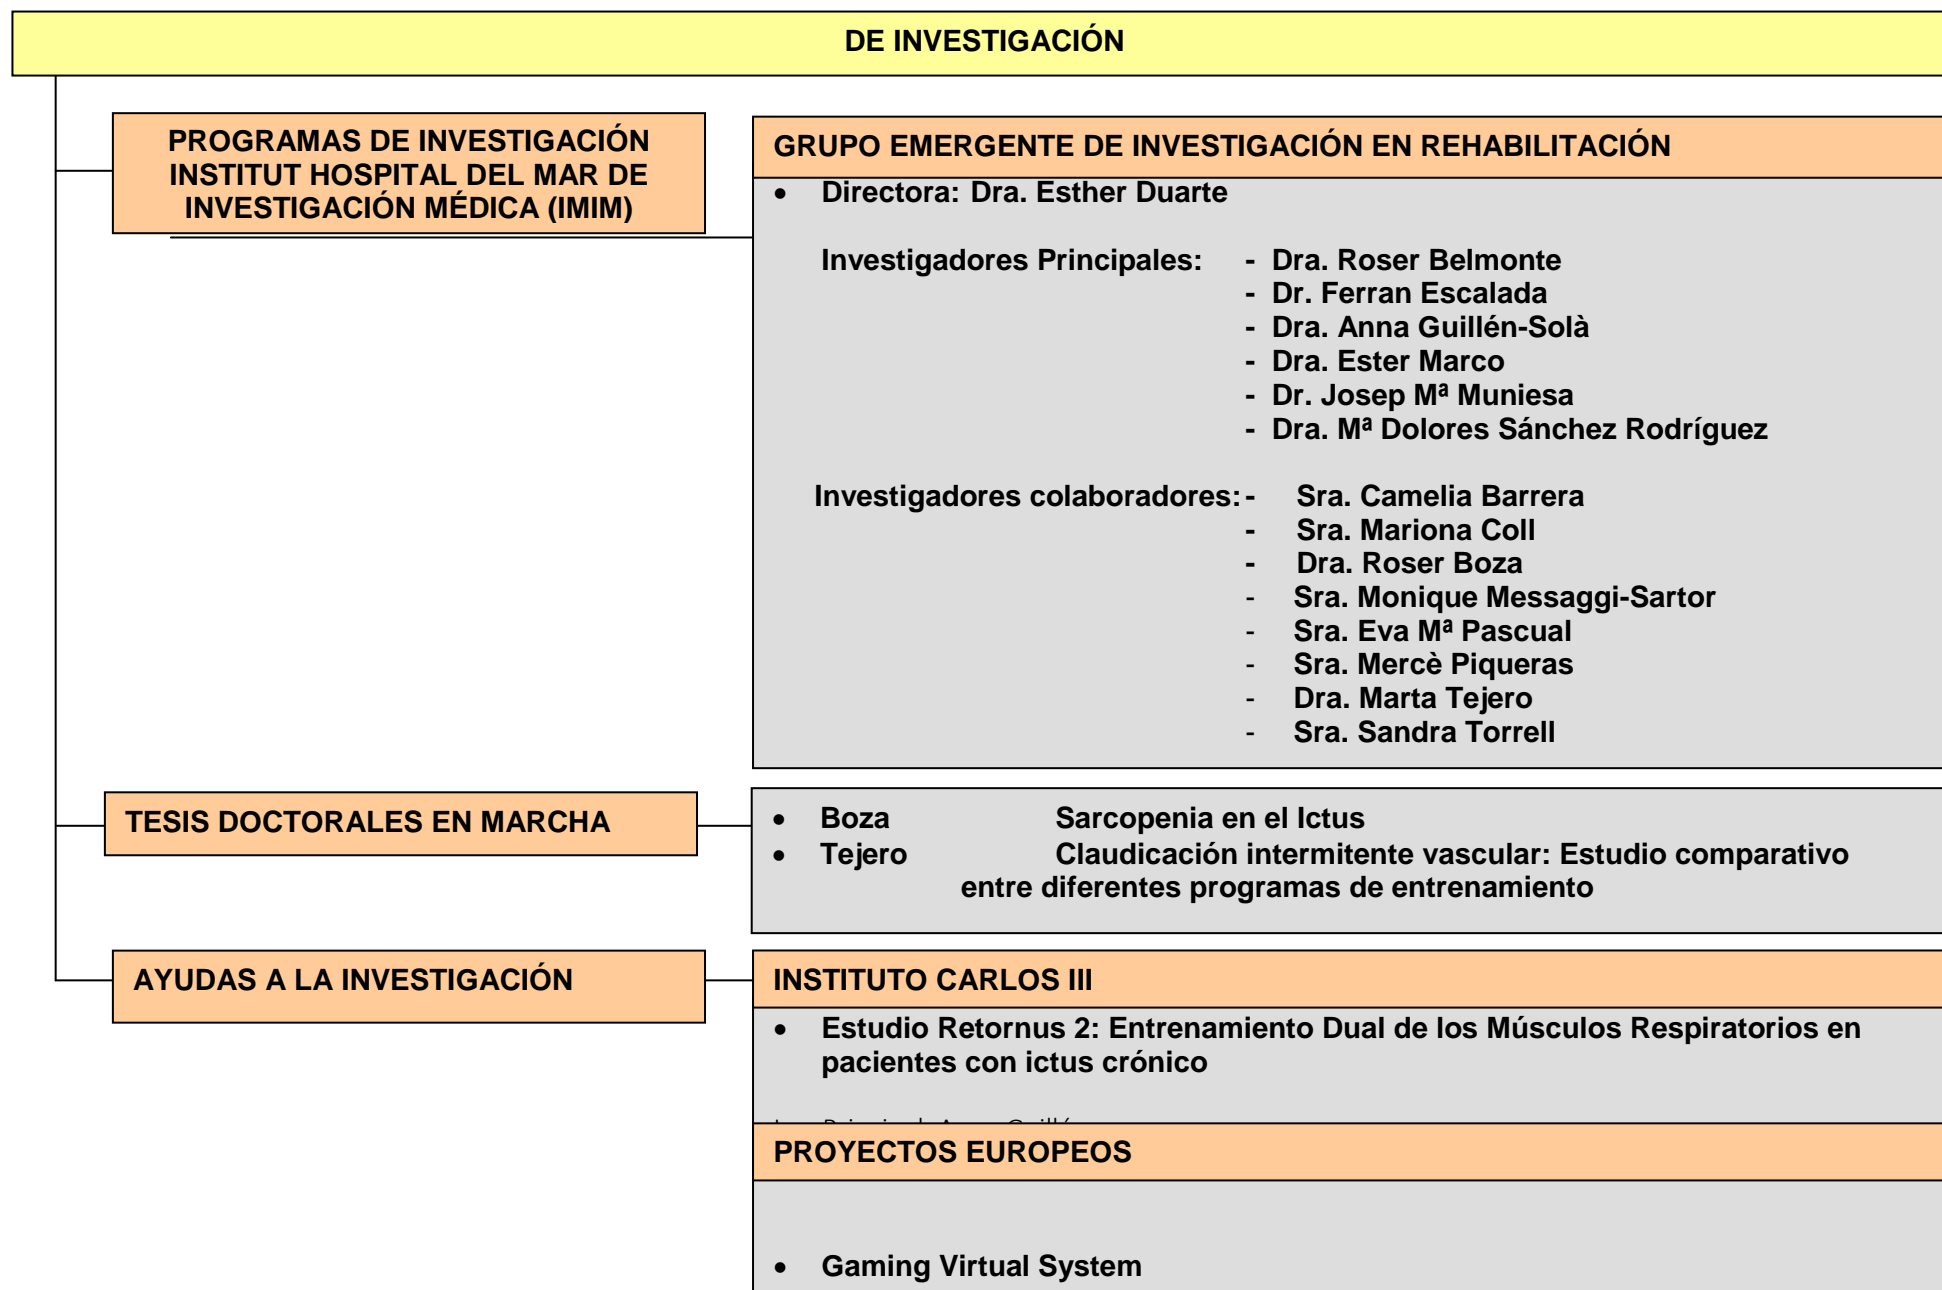 DE INVESTIGACIÓN
PROGRAMAS DE INVESTIGACIÓN
INSTITUT HOSPITAL DEL MAR DE
INVESTIGACIÓN MÉDICA (IMIM)
GRUPO EMERGENTE DE INVESTIGACIÓN EN REHABILITACIÓN
• Directora: Dra. Esther Duarte
Investigadores Principales: - Dra. Roser Belmonte
- Dr. Ferran Escalada
- Dra. Anna Guillén-Solà
- Dra. Ester Marco
- Dr. Josep Mª Muniesa
- Dra. Mª Dolores Sánchez Rodríguez
Investigadores colaboradores: - Sra. Camelia Barrera
- Sra. Mariona Coll
- Dra. Roser Boza
- Sra. Monique Messaggi-Sartor
- Sra. Eva Mª Pascual
- Sra. Mercè Piqueras
- Dra. Marta Tejero
- Sra. Sandra Torrell
TESIS DOCTORALES EN MARCHA
• Boza Sarcopenia en el Ictus
• Tejero Claudicación intermitente vascular: Estudio comparativo
entre diferentes programas de entrenamiento
AYUDAS A LA INVESTIGACIÓN
INSTITUTO CARLOS III
• Estudio Retornus 2: Entrenamiento Dual de los Músculos Respiratorios en
pacientes con ictus crónico
PROYECTOS EUROPEOS
• Gaming Virtual System